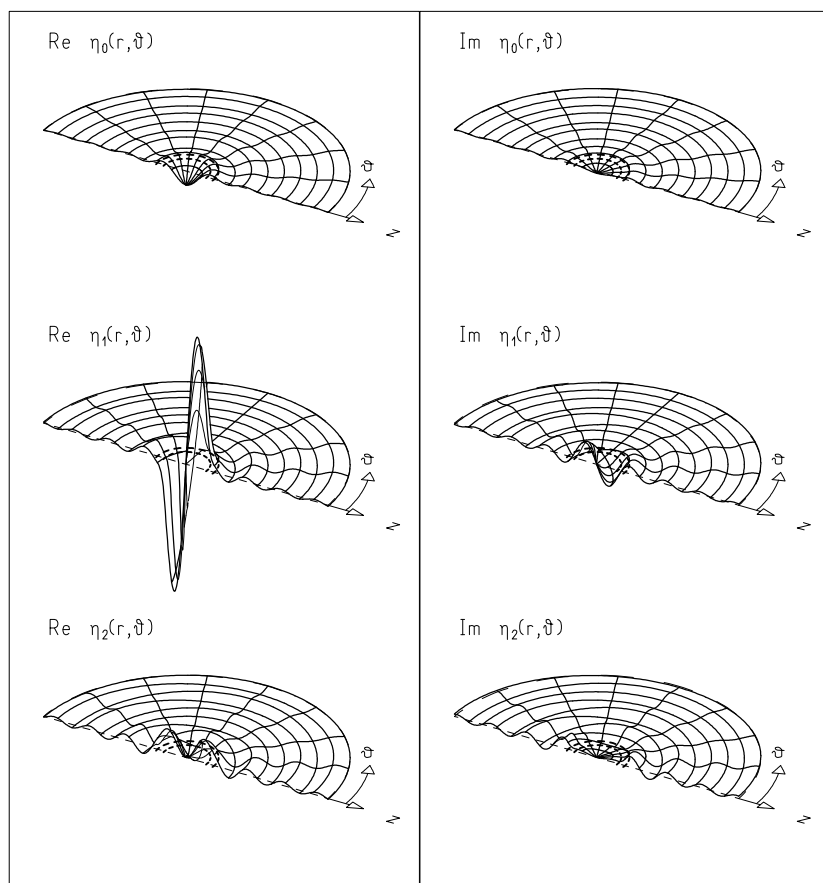 Re η₀(r,ϑ)
Im η₀(r,ϑ)
ϑ
z
ϑ
z
Re η₁(r,ϑ)
Im η₁(r,ϑ)
ϑ
z
ϑ
z
Re η₂(r,ϑ)
Im η₂(r,ϑ)
ϑ
z
ϑ
z